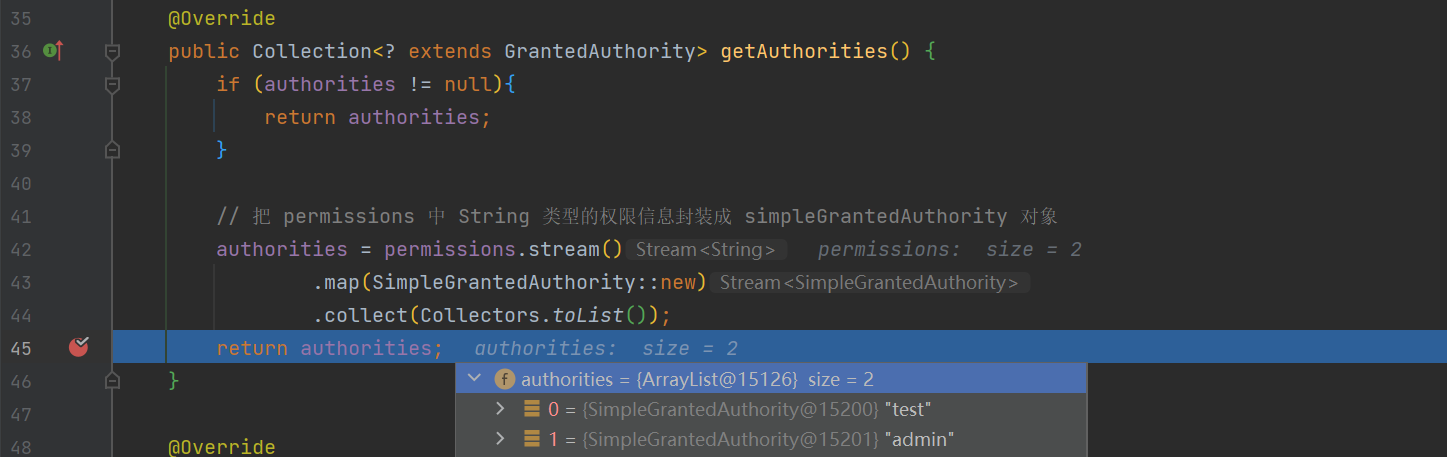 35 @Override
36 public Collection<? extends GrantedAuthority> getAuthorities() {
37 if (authorities != null){
38 return authorities;
39 }
40
41 // 把 permissions 中 String 类型的权限信息封装成 simpleGrantedAuthority 对象
42 authorities = permissions.stream() Stream<String> permissions: size = 2
43 .map(SimpleGrantedAuthority::new) Stream<SimpleGrantedAuthority>
44 .collect(Collectors.toList());
45 return authorities; authorities: size = 2
46 }
f authorities = {ArrayList@15126} size = 2
47
0 = {SimpleGrantedAuthority@15200} "test"
1 = {SimpleGrantedAuthority@15201} "admin"
48 @Override